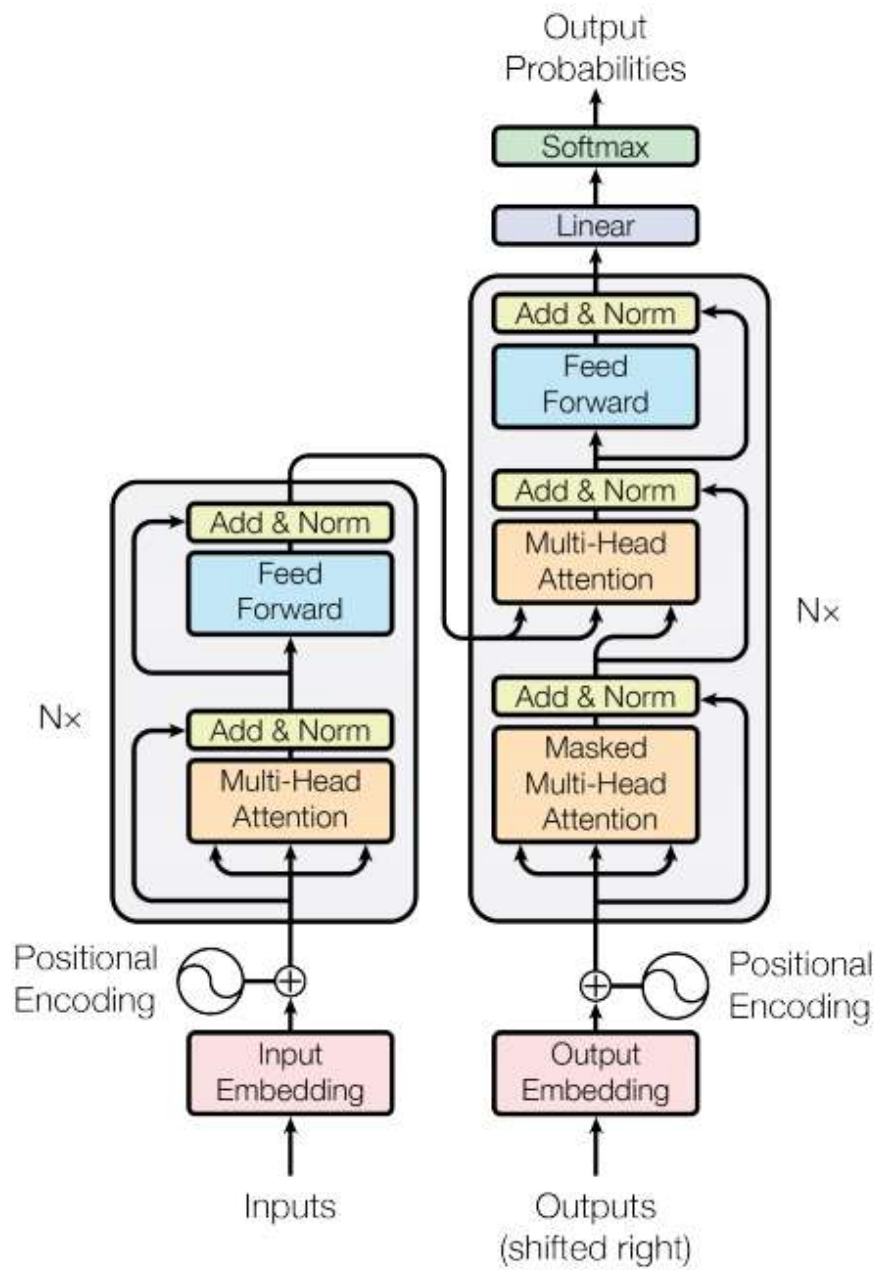 Output
Probabilities
Softmax
Linear
Add & Norm
Feed
Forward
Add & Norm
Multi-Head
Attention
Add & Norm
Masked
Multi-Head
Attention
N×
Add & Norm
Feed
Forward
Add & Norm
Multi-Head
Attention
N×
Positional
Encoding
Positional
Encoding
Input
Embedding
Output
Embedding
Inputs
Outputs
(shifted right)